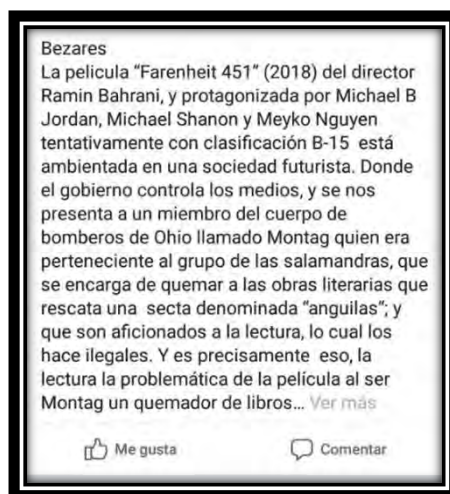 Bezares
La pelicula “Farenheit 451” (2018) del director
Ramin Bahrani, y protagonizada por Michael B
Jordan, Michael Shanon y Meyko Nguyen
tentativamente con clasificación B-15 está
ambientada en una sociedad futurista. Donde
el gobierno controla los medios, y se nos
presenta a un miembro del cuerpo de
bomberos de Ohio llamado Montag quien era
perteneciente al grupo de las salamandras, que
se encarga de quemar a las obras literarias que
rescata una secta denominada “anguilas”; y
que son aficionados a la lectura, lo cual los
hace ilegales. Y es precisamente eso, la
lectura la problemática de la película al ser
Montag un quemador de libros... Ver más
Me gusta Comentar